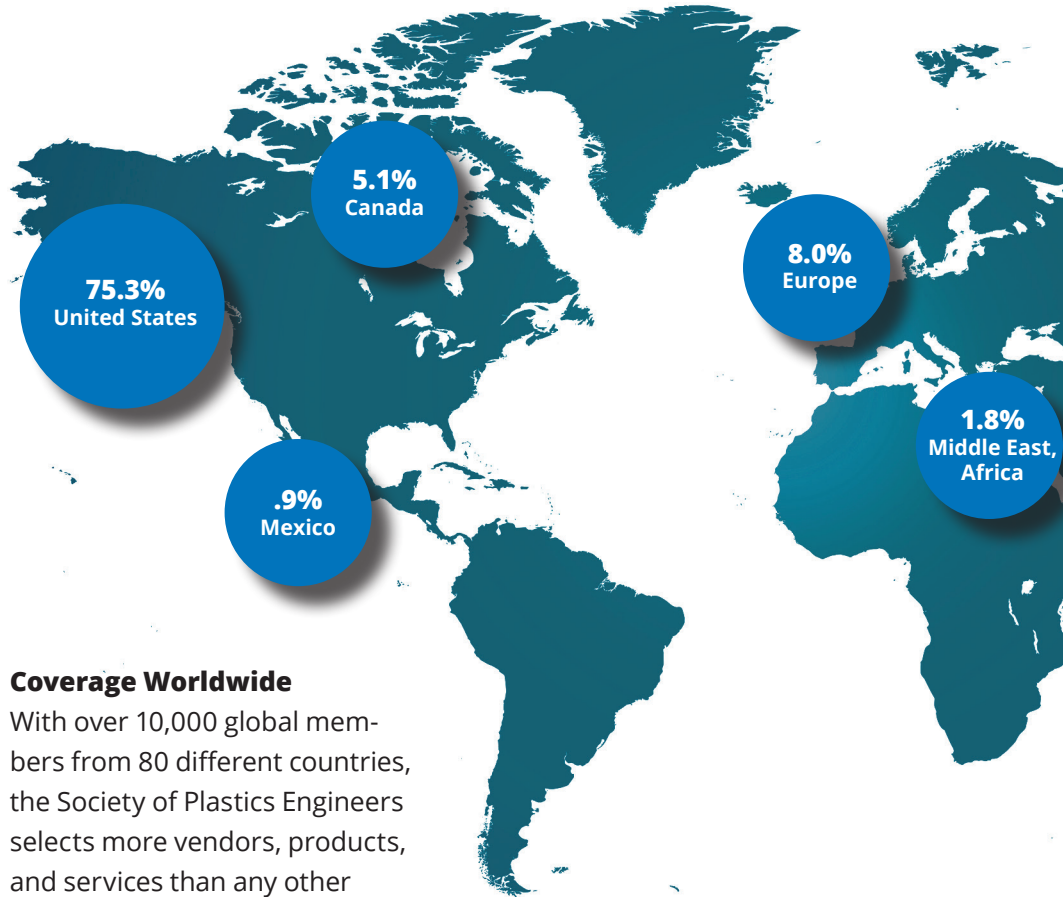 5.1%
Canada
75.3%
United States
8.0%
Europe
1.8%
Middle East,
Africa
.9%
Mexico
Coverage Worldwide
With over 10,000 global mem-
bers from 80 different countries,
the Society of Plastics Engineers
selects more vendors, products,
and services than any other